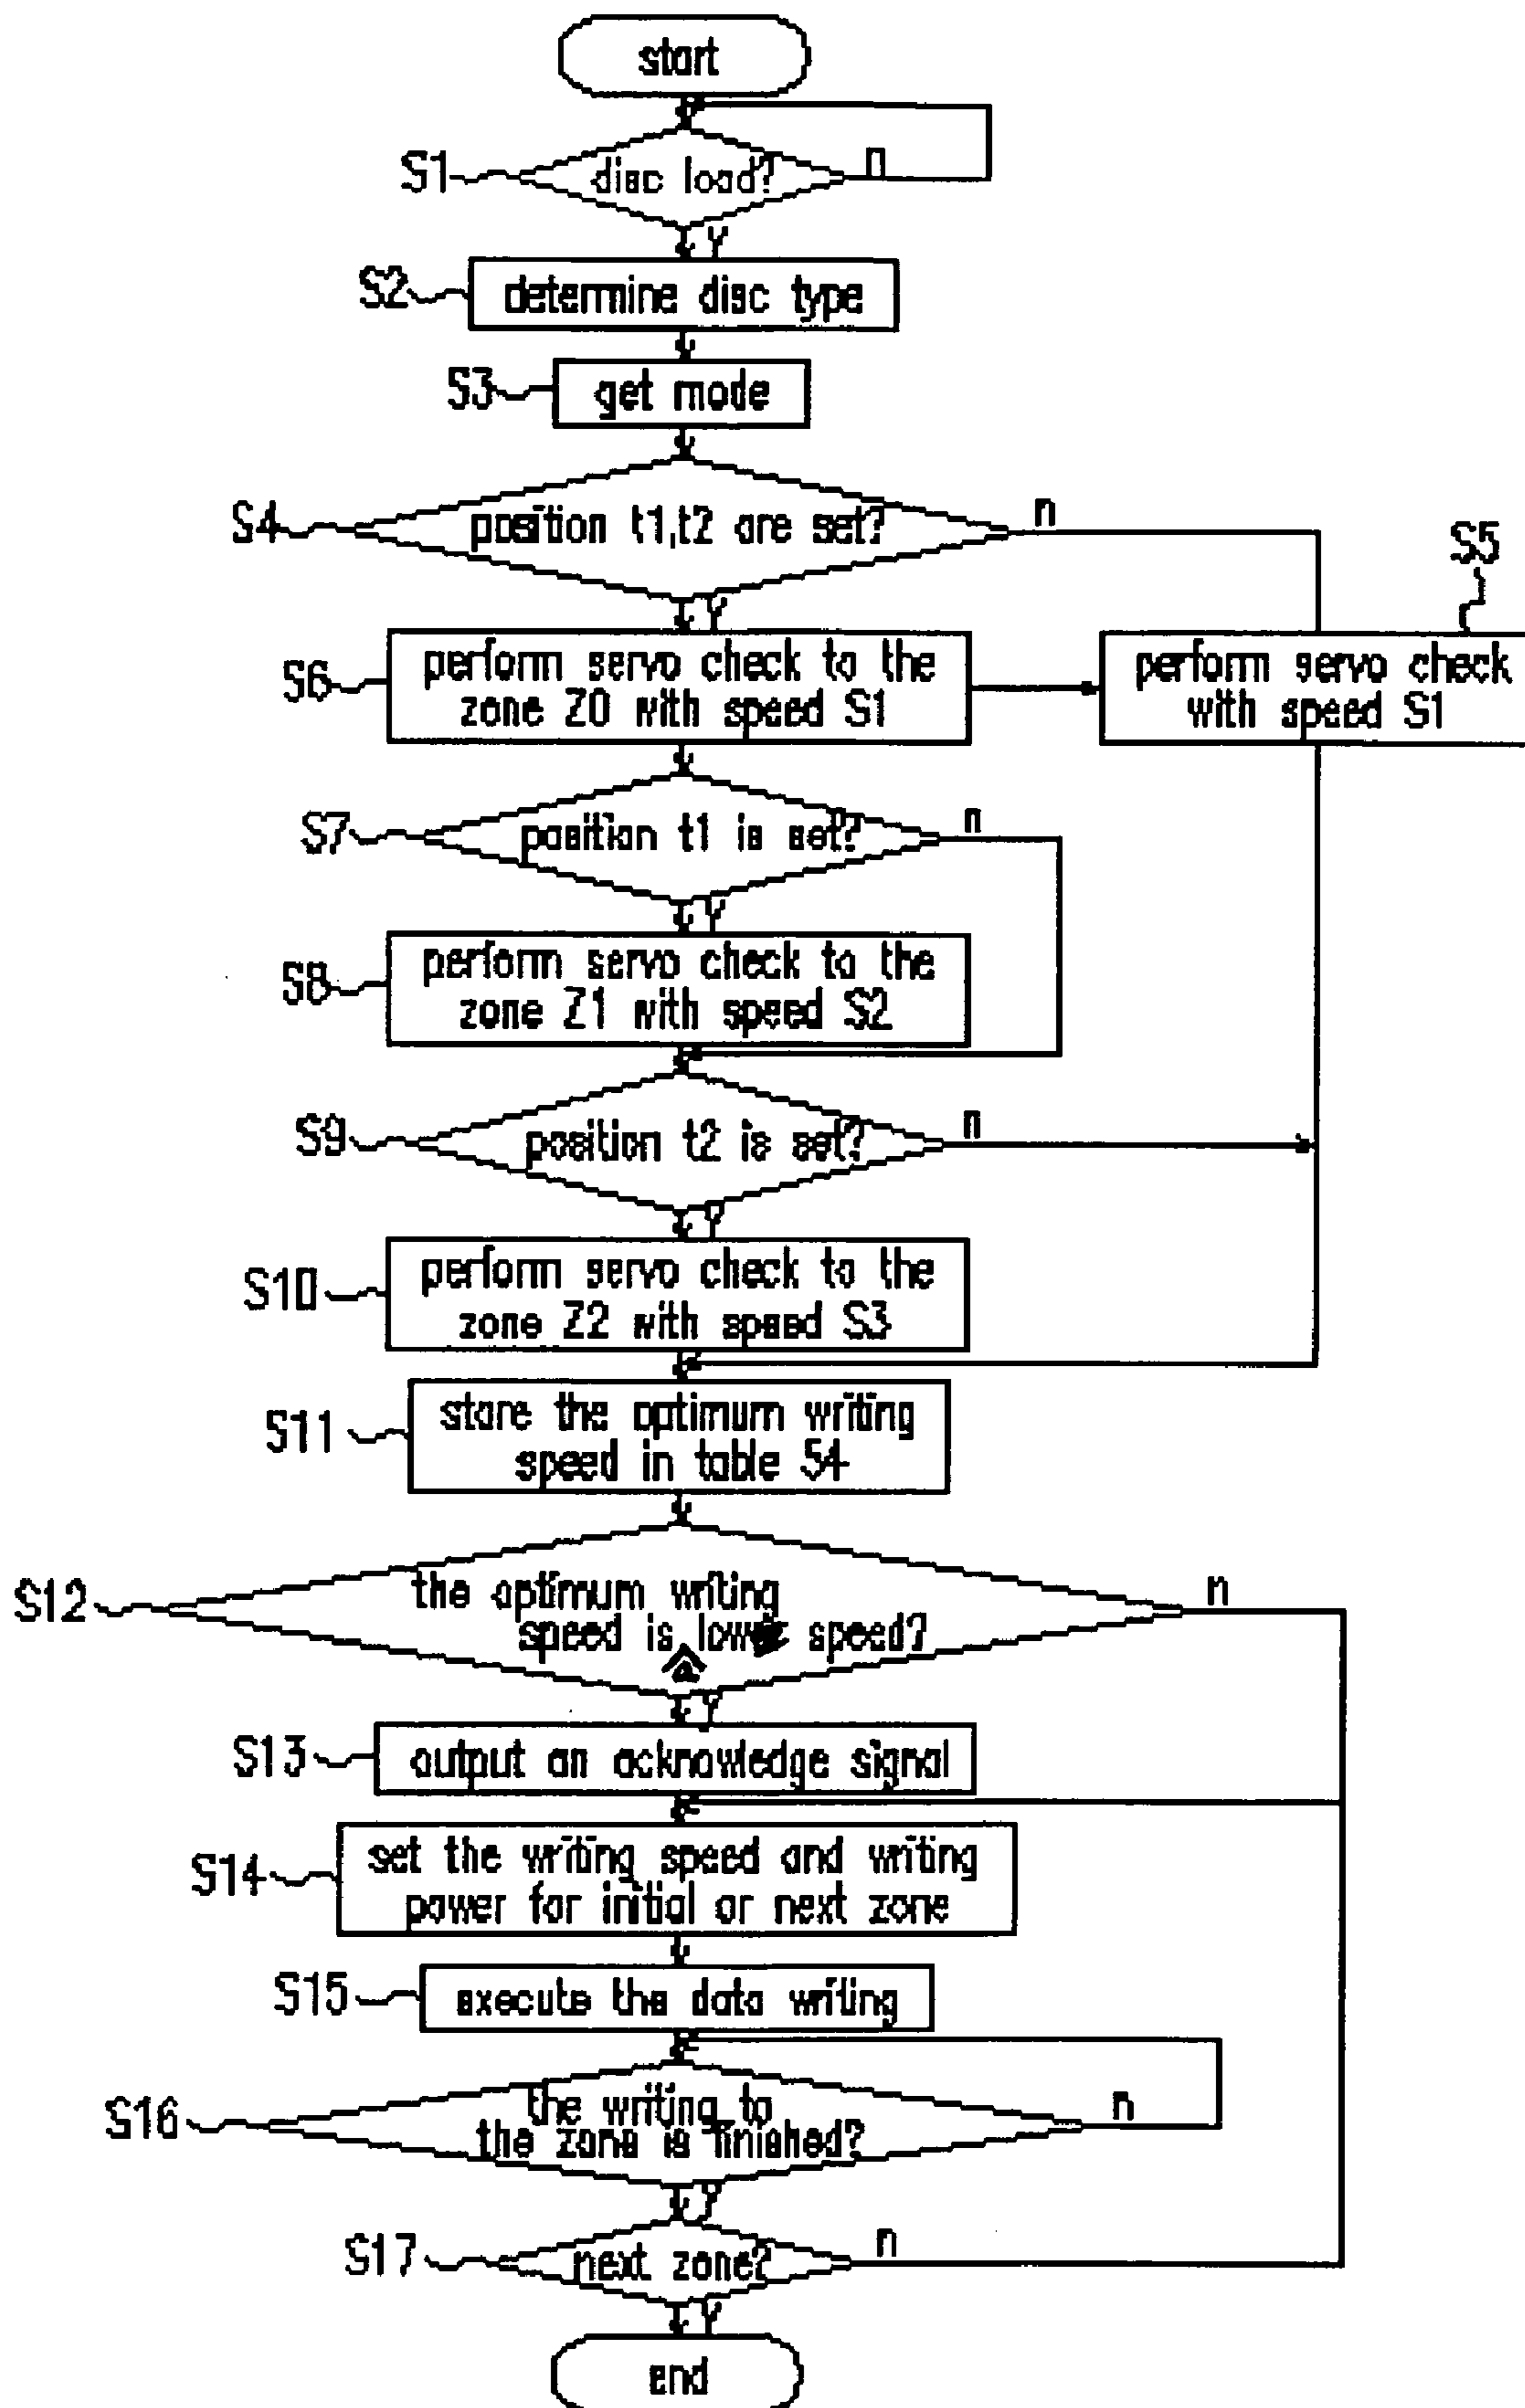 start
S1
disc load?
n
Y
S2
determine disc type
S3
get mode
S4
position t1,t2 are set?
n
Y
S5
perform servo check
with speed S1
S6
perform servo check to the
zone Z0 with speed S1
S7
position t1 is set?
n
Y
S8
perform servo check to the
zone Z1 with speed S2
S9
position t2 is set?
n
Y
S10
perform servo check to the
zone Z2 with speed S3
S11
store the optimum writing
speed in table 54
S12
the optimum writing
speed is low speed?
a
n
Y
S13
output an acknowledge signal
S14
set the writing speed and writing
power for initial or next zone
S15
execute the data writing
S16
the writing to
the zone is finished?
n
Y
S17
next zone?
n
Y
end